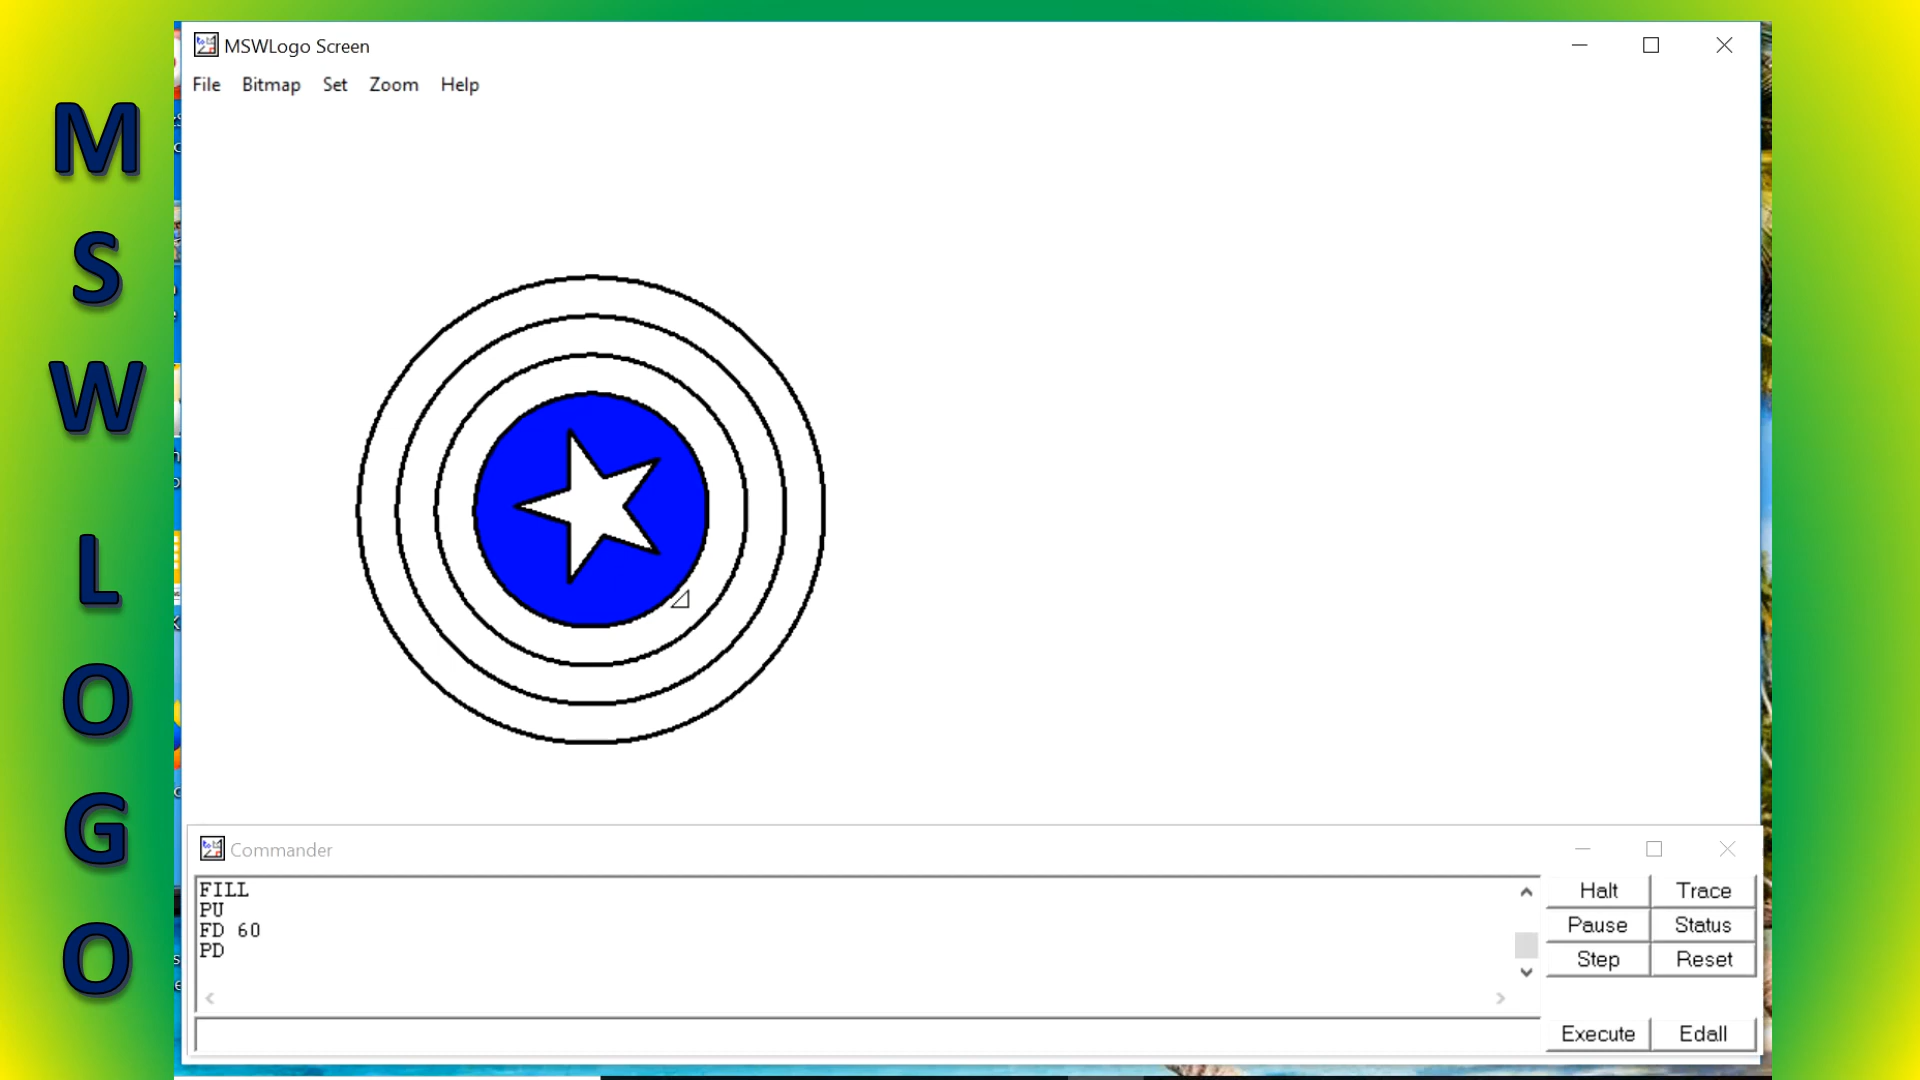 M
S
W
L
O
G
O
MSWLogo Screen
File Bitmap Set Zoom Help
Commander
FILL
PU
FD 60
PD
Halt Trace
Pause Status
Step Reset
Execute Edall